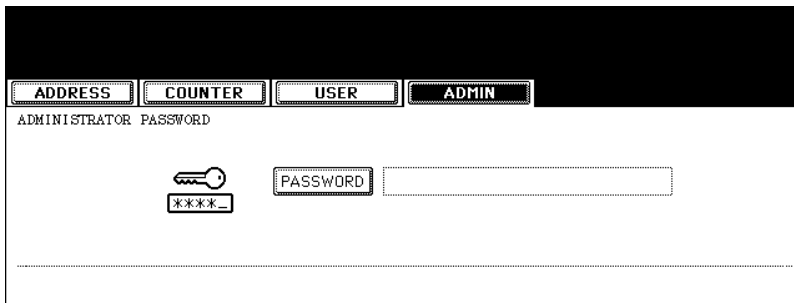 ADDRESS COUNTER USER ADMIN
ADMINISTRATOR PASSWORD
PASSWORD
****_